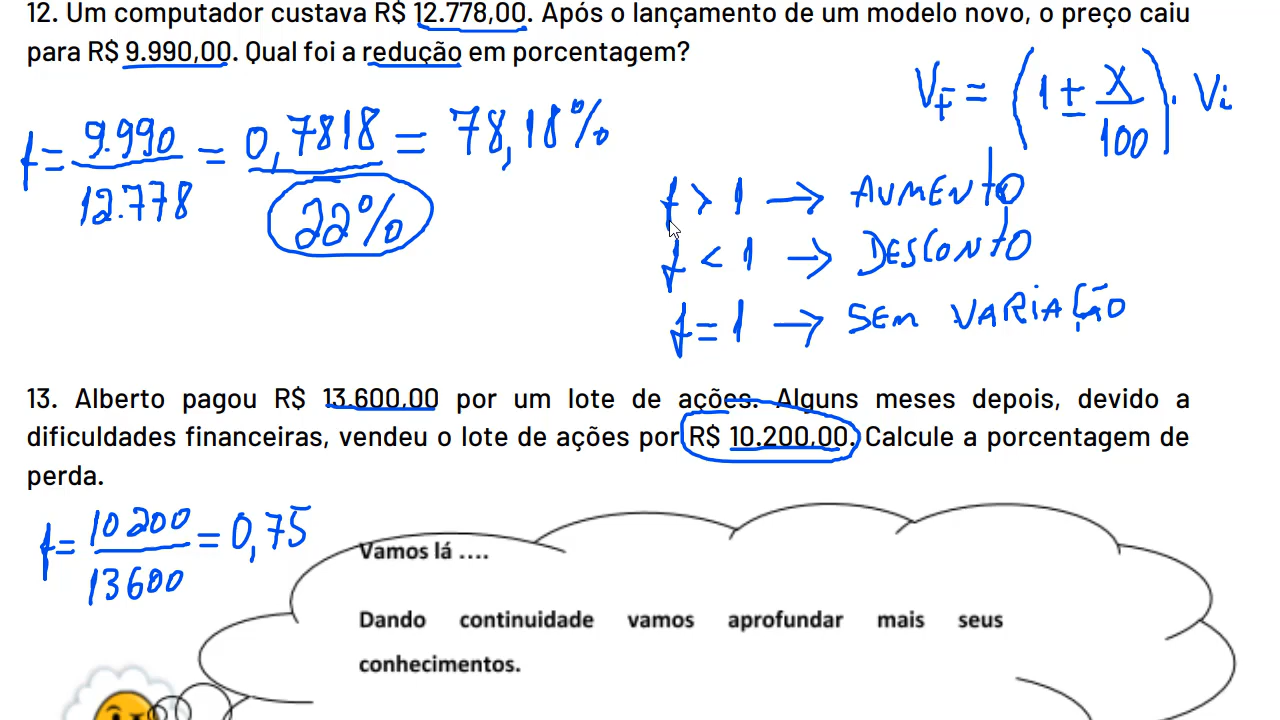 12. Um computador custava R$ 12.778,00. Após o lançamento de um modelo novo, o preço caiu
para R$ 9.990,00. Qual foi a redução em porcentagem?
Vf = (1 ± x/100) . Vi
f = 9.990/12.778 = 0,7818 = 78,18%
22%
f > 1 → AUMENTO
f < 1 → DESCONTO
f = 1 → SEM VARIAÇÃO
13. Alberto pagou R$ 13.600,00 por um lote de ações. Alguns meses depois, devido a
dificuldades financeiras, vendeu o lote de ações por R$ 10.200,00. Calcule a porcentagem de
perda.
f = 10200/13600 = 0,75
Vamos lá ....
Dando continuidade vamos aprofundar mais seus
conhecimentos.